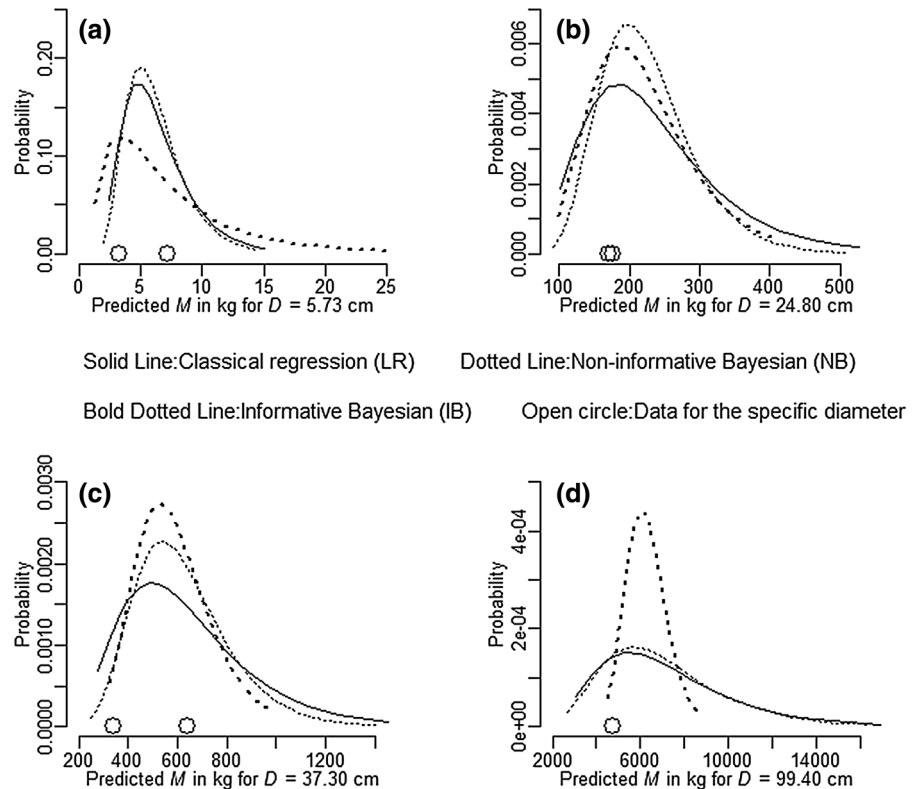 (a)
Probability
0.00 0.10 0.20
0 5 10 15 20 25
Predicted M in kg for D = 5.73 cm
(b)
Probability
0.000 0.002 0.004 0.006
100 200 300 400 500
Predicted M in kg for D = 24.80 cm
Solid Line:Classical regression (LR)
Dotted Line:Non-informative Bayesian (NB)
Bold Dotted Line:Informative Bayesian (IB)
Open circle:Data for the specific diameter
(c)
Probability
0.0000 0.0010 0.0020 0.0030
200 400 600 800 1200
Predicted M in kg for D = 37.30 cm
(d)
Probability
0e+00 2e-04 4e-04
2000 6000 10000 14000
Predicted M in kg for D = 99.40 cm